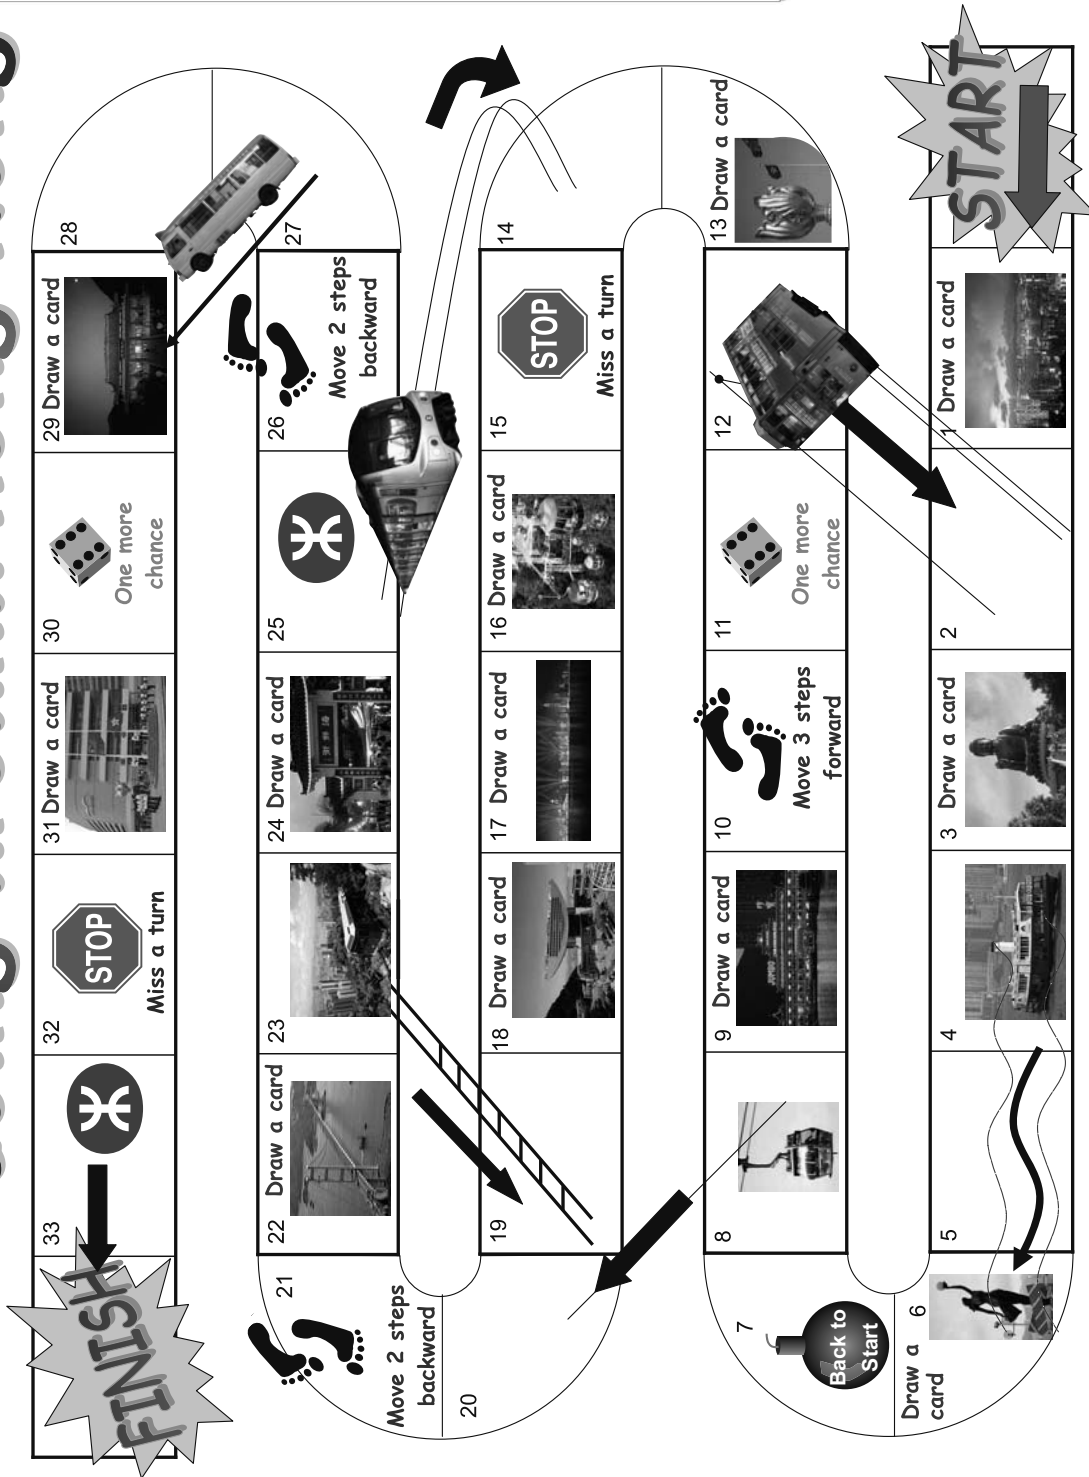 START
1 Draw a card
2
3 Draw a card
4
5
6
Draw a
card
7
Back to
Start
8
9 Draw a card
10
Move 3 steps
forward
11
One more
chance
12
13 Draw a card
14
15
STOP
Miss a turn
16 Draw a card
17 Draw a card
18 Draw a card
19
20
21
Move 2 steps
backward
22 Draw a card
23
24 Draw a card
25
26
Move 2 steps
backward
27
28
29 Draw a card
30
One more
chance
31 Draw a card
32
STOP
Miss a turn
33
FINISH